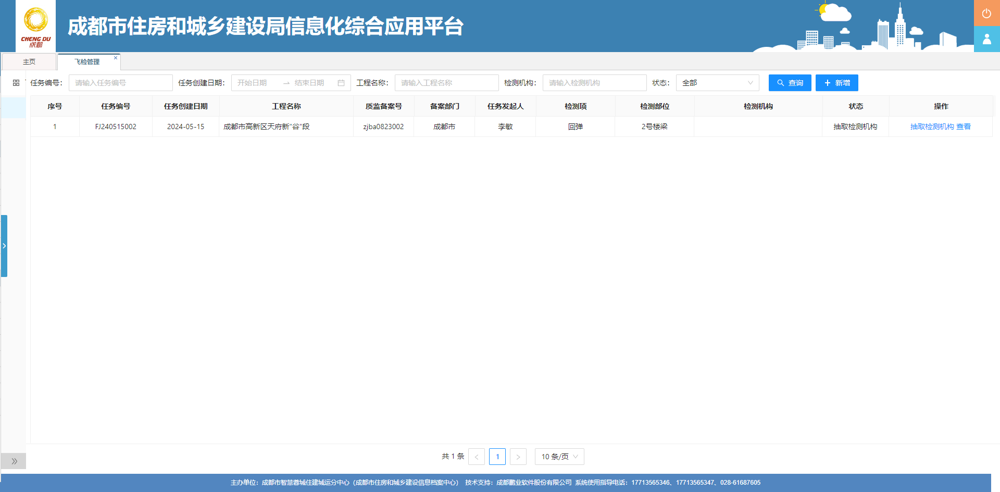 CHENG DU
成都
成都市住房和城乡建设局信息化综合应用平台
主页
飞检管理
任务编号: 请输入任务编号 任务创建日期: 开始日期 → 结束日期 工程名称: 请输入工程名称 检测机构: 请输入检测机构 状态: 全部 查询 + 新增
序号 任务编号 任务创建日期 工程名称 质监备案号 备案部门 任务发起人 检测项 检测部位 检测机构 状态 操作
1 FJ240515002 2024-05-15 成都市高新区天府新"谷"段 zjba0823002 成都市 李敏 回弹 2号楼梁 抽取检测机构 抽取检测机构 查看
共 1 条 < 1 > 10 条/页
主办单位：成都市智慧蓉城住建城运分中心（成都市住房和城乡建设信息档案中心） 技术支持：成都鹏业软件股份有限公司 系统使用指导电话：17713565346、17713565347、028-61687605